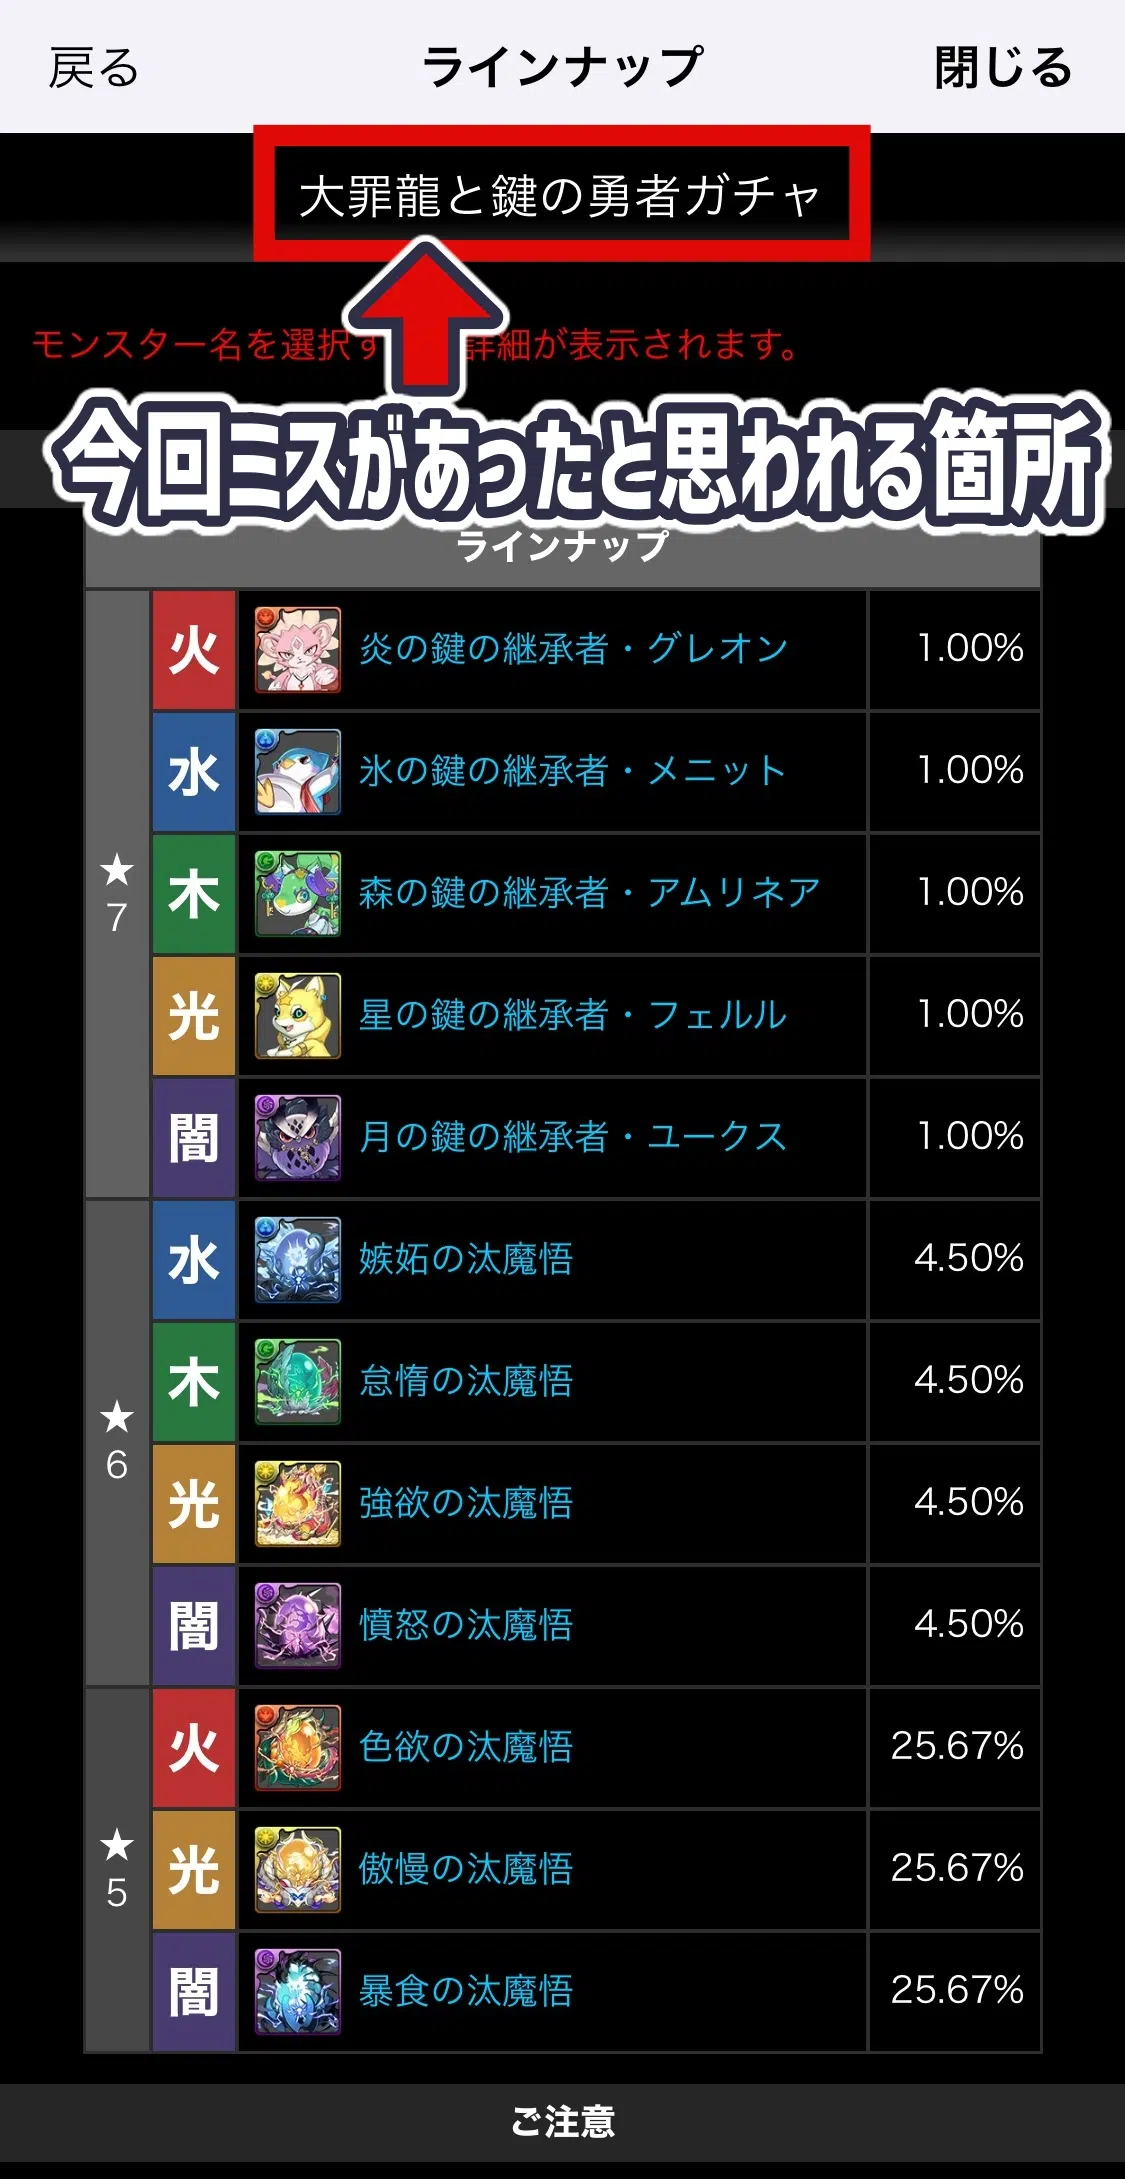 戻る ラインナップ 閉じる
大罪龍と鍵の勇者ガチャ
モンスター名を選択す 詳細が表示されます。
今回ミスがあったと思われる箇所
ラインナップ
★7
火 炎の鍵の継承者・グレオン 1.00%
水 氷の鍵の継承者・メニット 1.00%
木 森の鍵の継承者・アムリネア 1.00%
光 星の鍵の継承者・フェルル 1.00%
闇 月の鍵の継承者・ユークス 1.00%
★6
水 嫉妬の汰魔悟 4.50%
木 怠惰の汰魔悟 4.50%
光 強欲の汰魔悟 4.50%
闇 憤怒の汰魔悟 4.50%
★5
火 色欲の汰魔悟 25.67%
光 傲慢の汰魔悟 25.67%
闇 暴食の汰魔悟 25.67%
ご注意